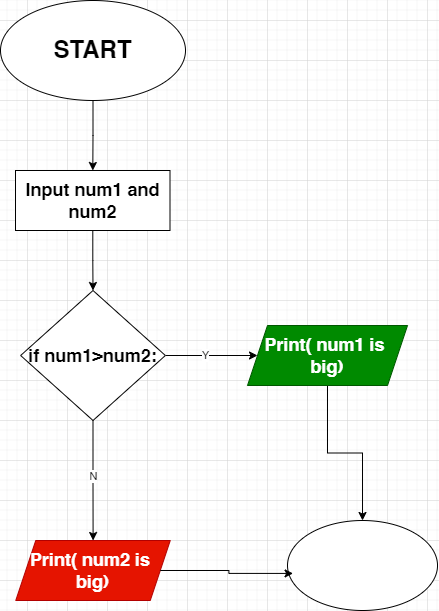 START
Input num1 and
num2
if num1>num2:
Y
Print( num1 is
big)
N
Print( num2 is
big)